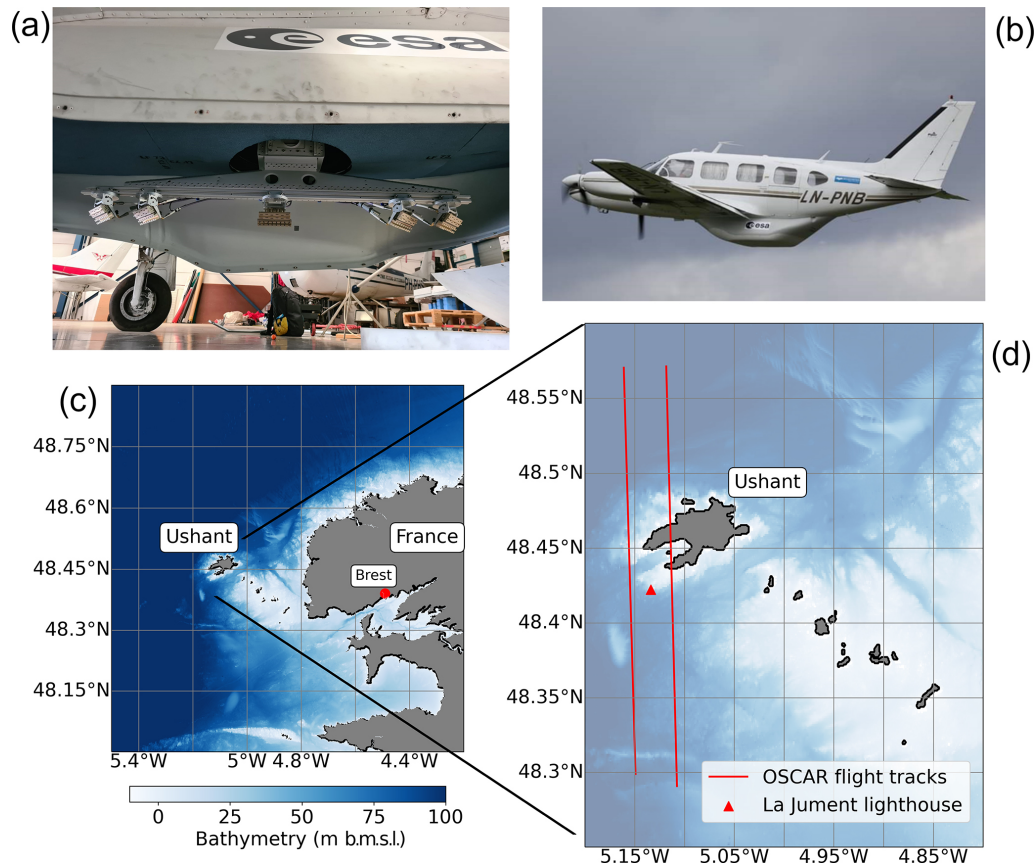 (a)
esa
PH-
(b)
LN-PNB
esa
(c)
48.75°N
48.6°N
48.45°N
48.3°N
48.15°N
Ushant
France
Brest
5.4°W
5°W
4.8°W
4.4°W
0
25
50
75
100
Bathymetry (m b.m.s.l.)
(d)
48.55°N
48.5°N
48.45°N
48.4°N
48.35°N
48.3°N
Ushant
OSCAR flight tracks
La Jument lighthouse
5.15°W
5.05°W
4.95°W
4.85°W